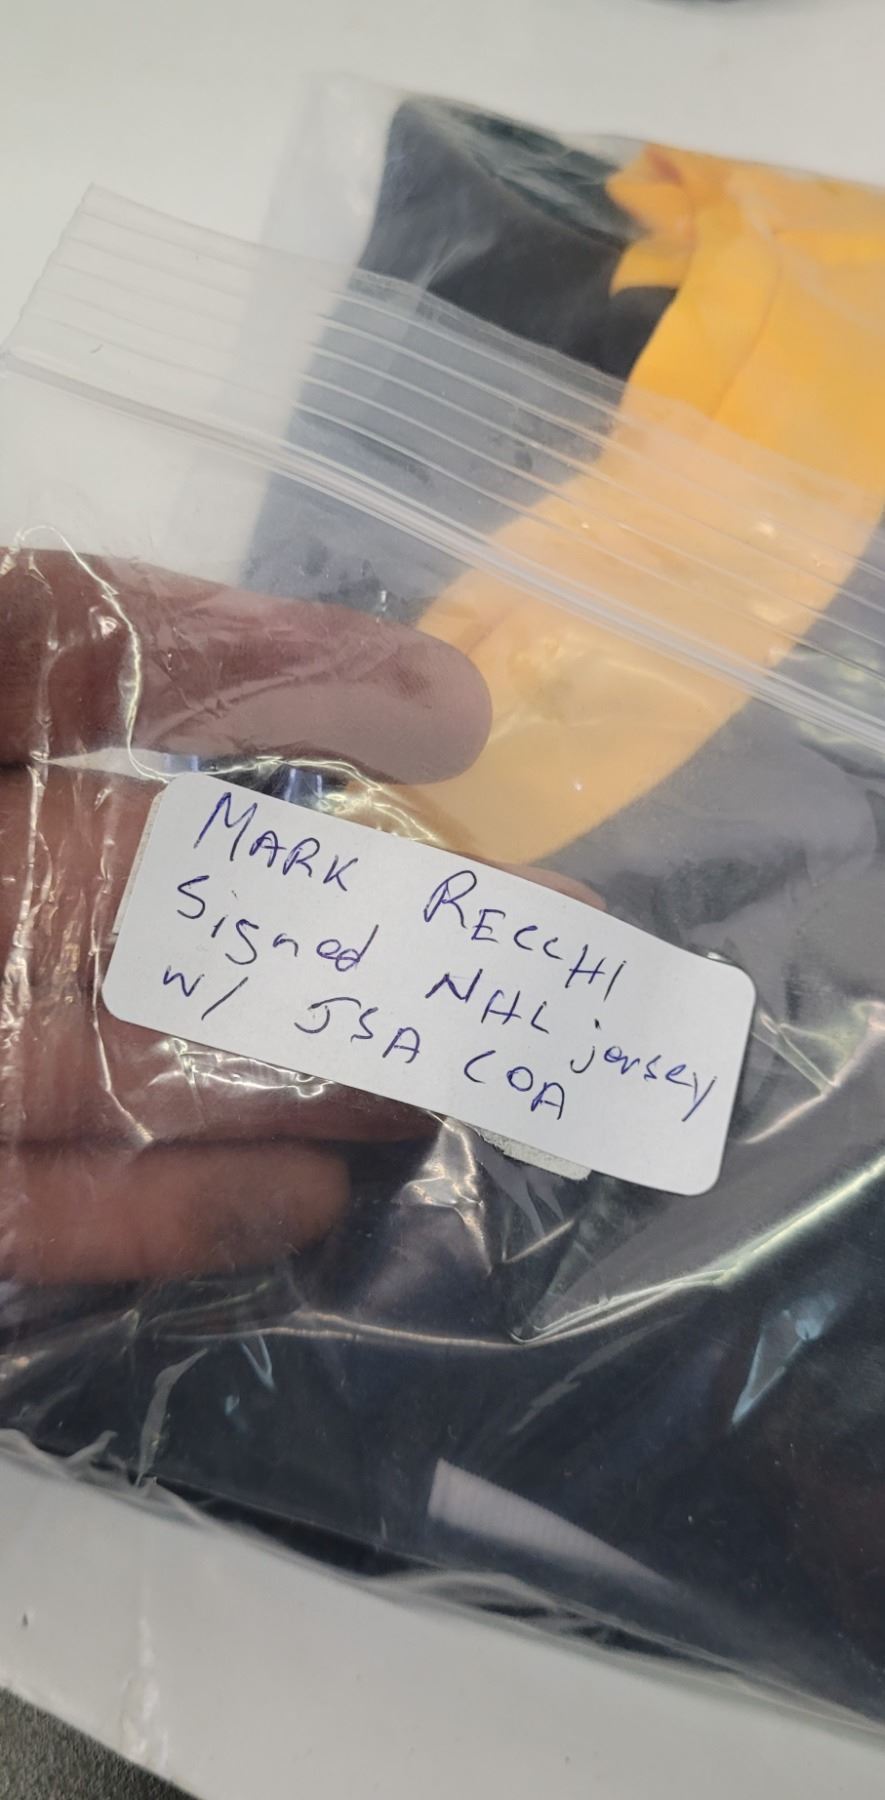 MARK RECCHI
Signed NHL jersey
W/ JSA COA